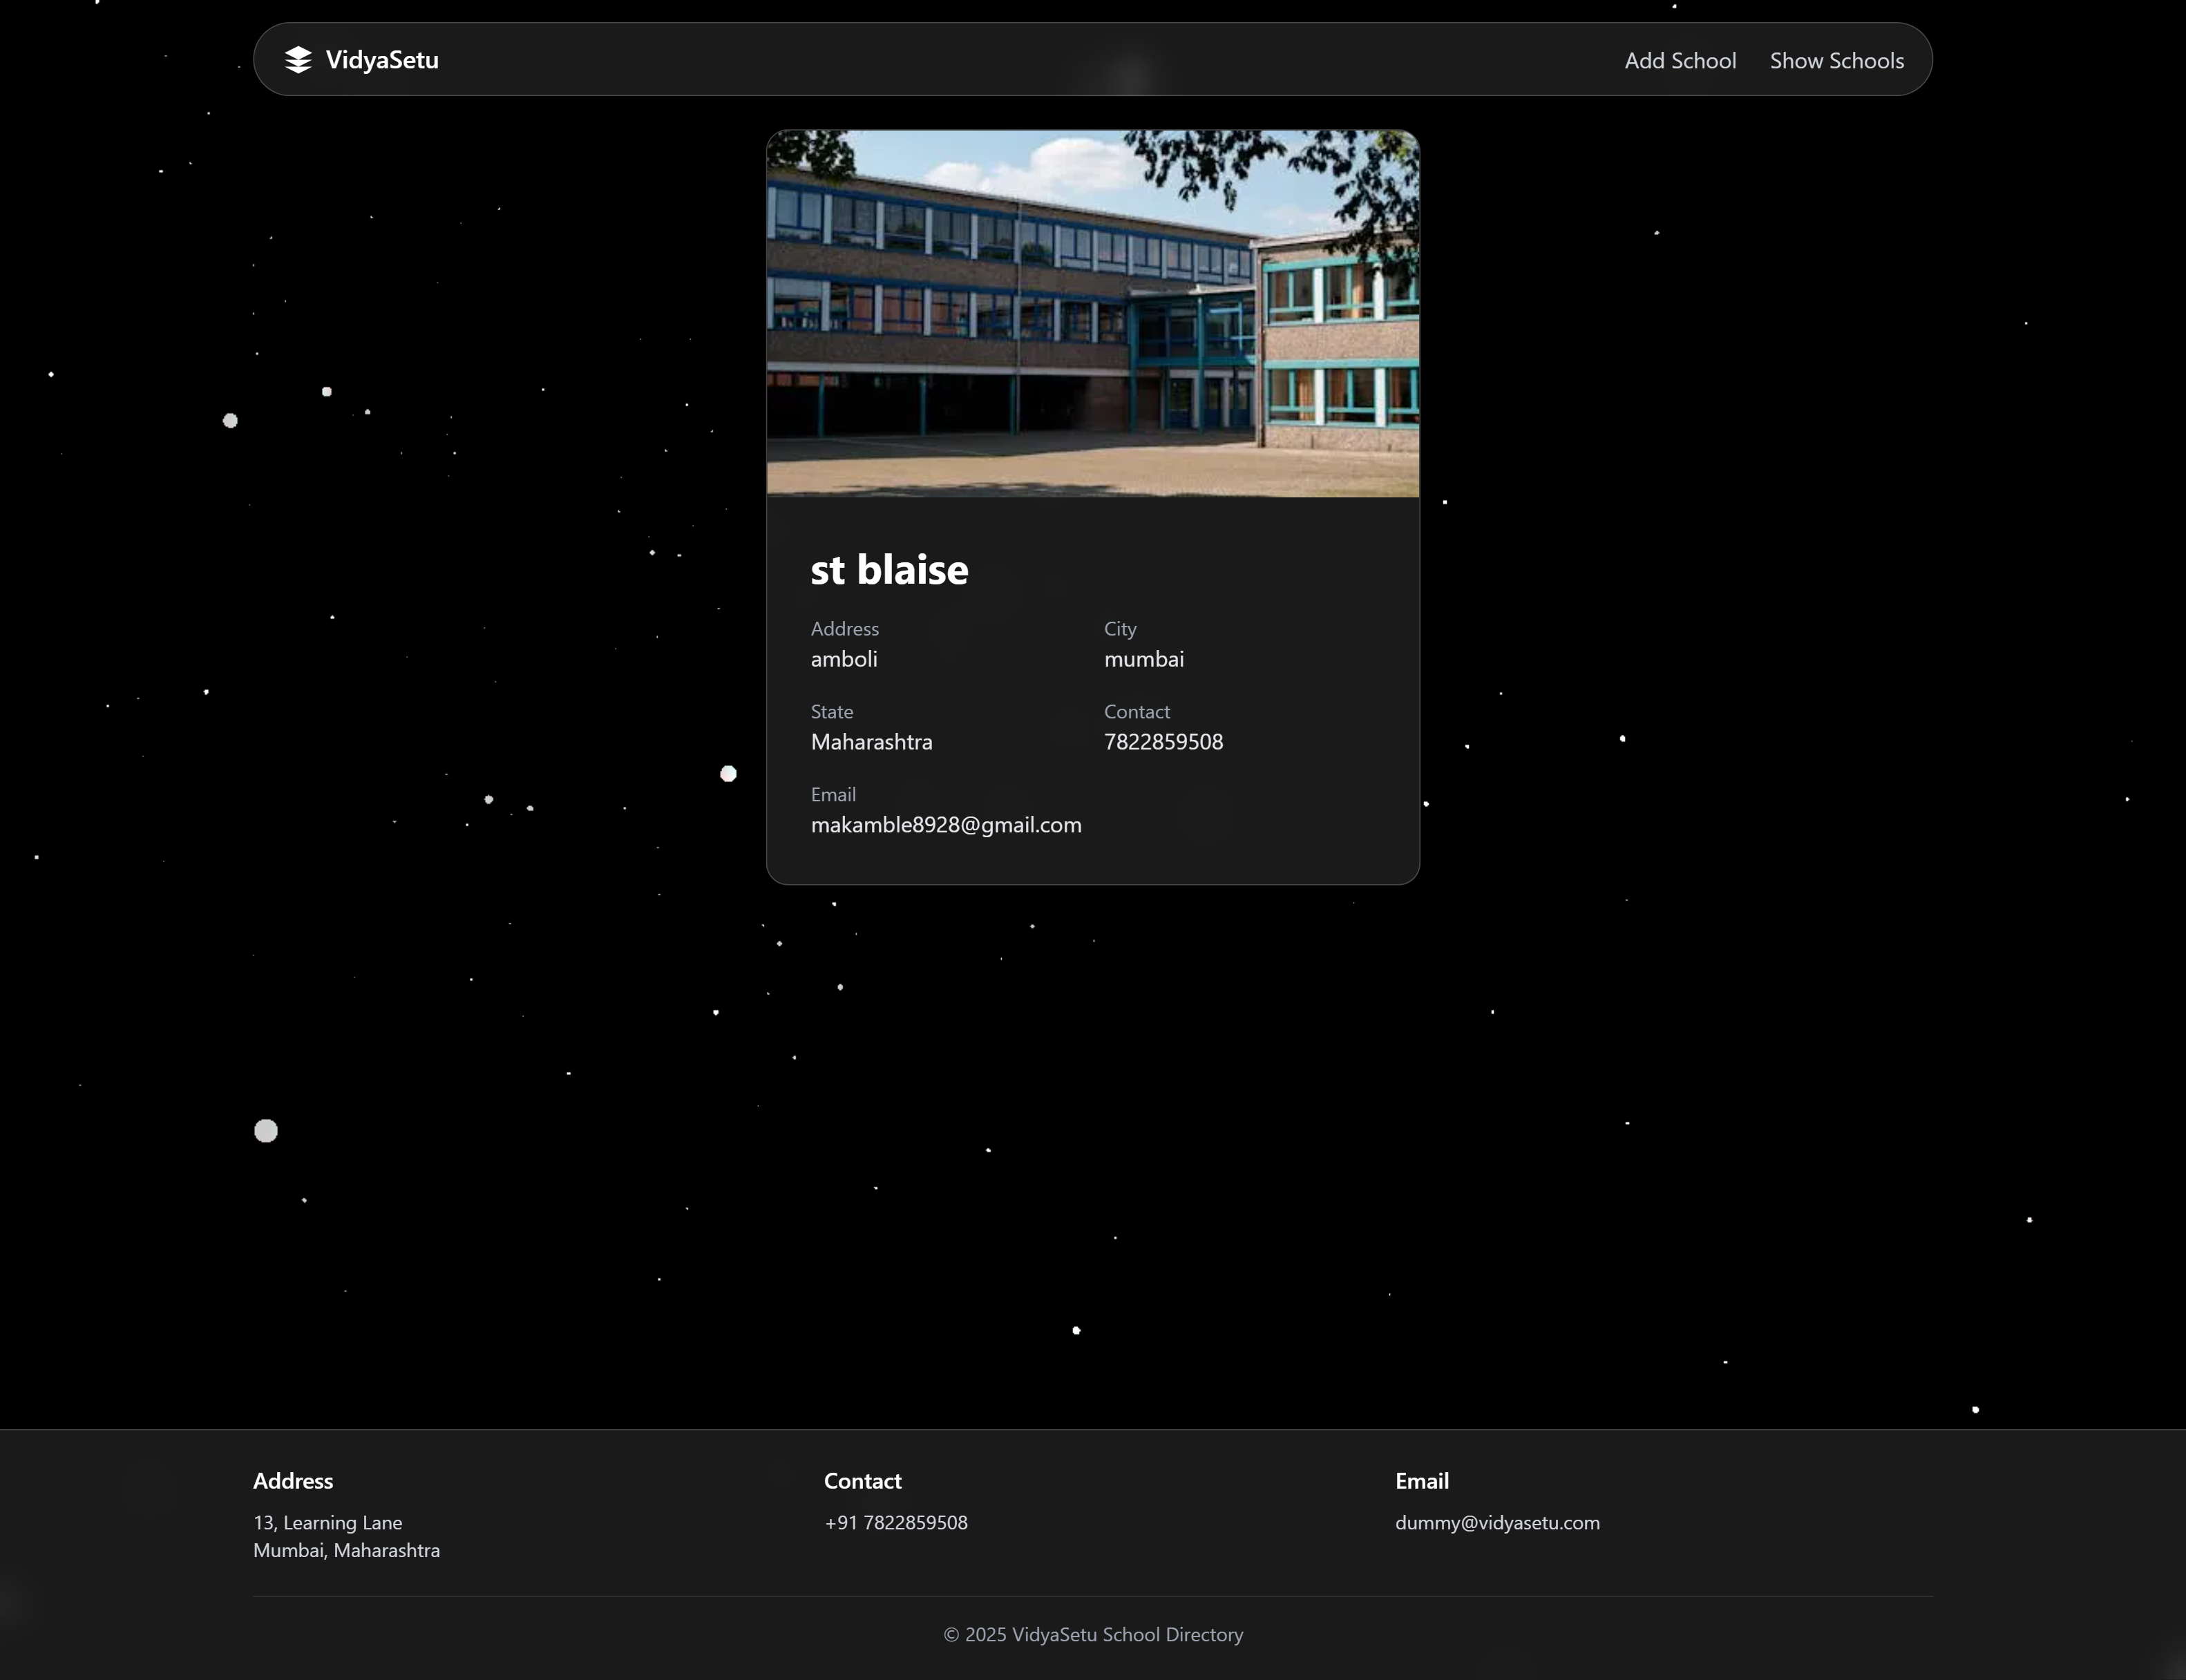 VidyaSetu
Add School Show Schools
st blaise
Address City
amboli mumbai
State Contact
Maharashtra 7822859508
Email
makamble8928@gmail.com
Address Contact Email
13, Learning Lane +91 7822859508 dummy@vidyasetu.com
Mumbai, Maharashtra
© 2025 VidyaSetu School Directory